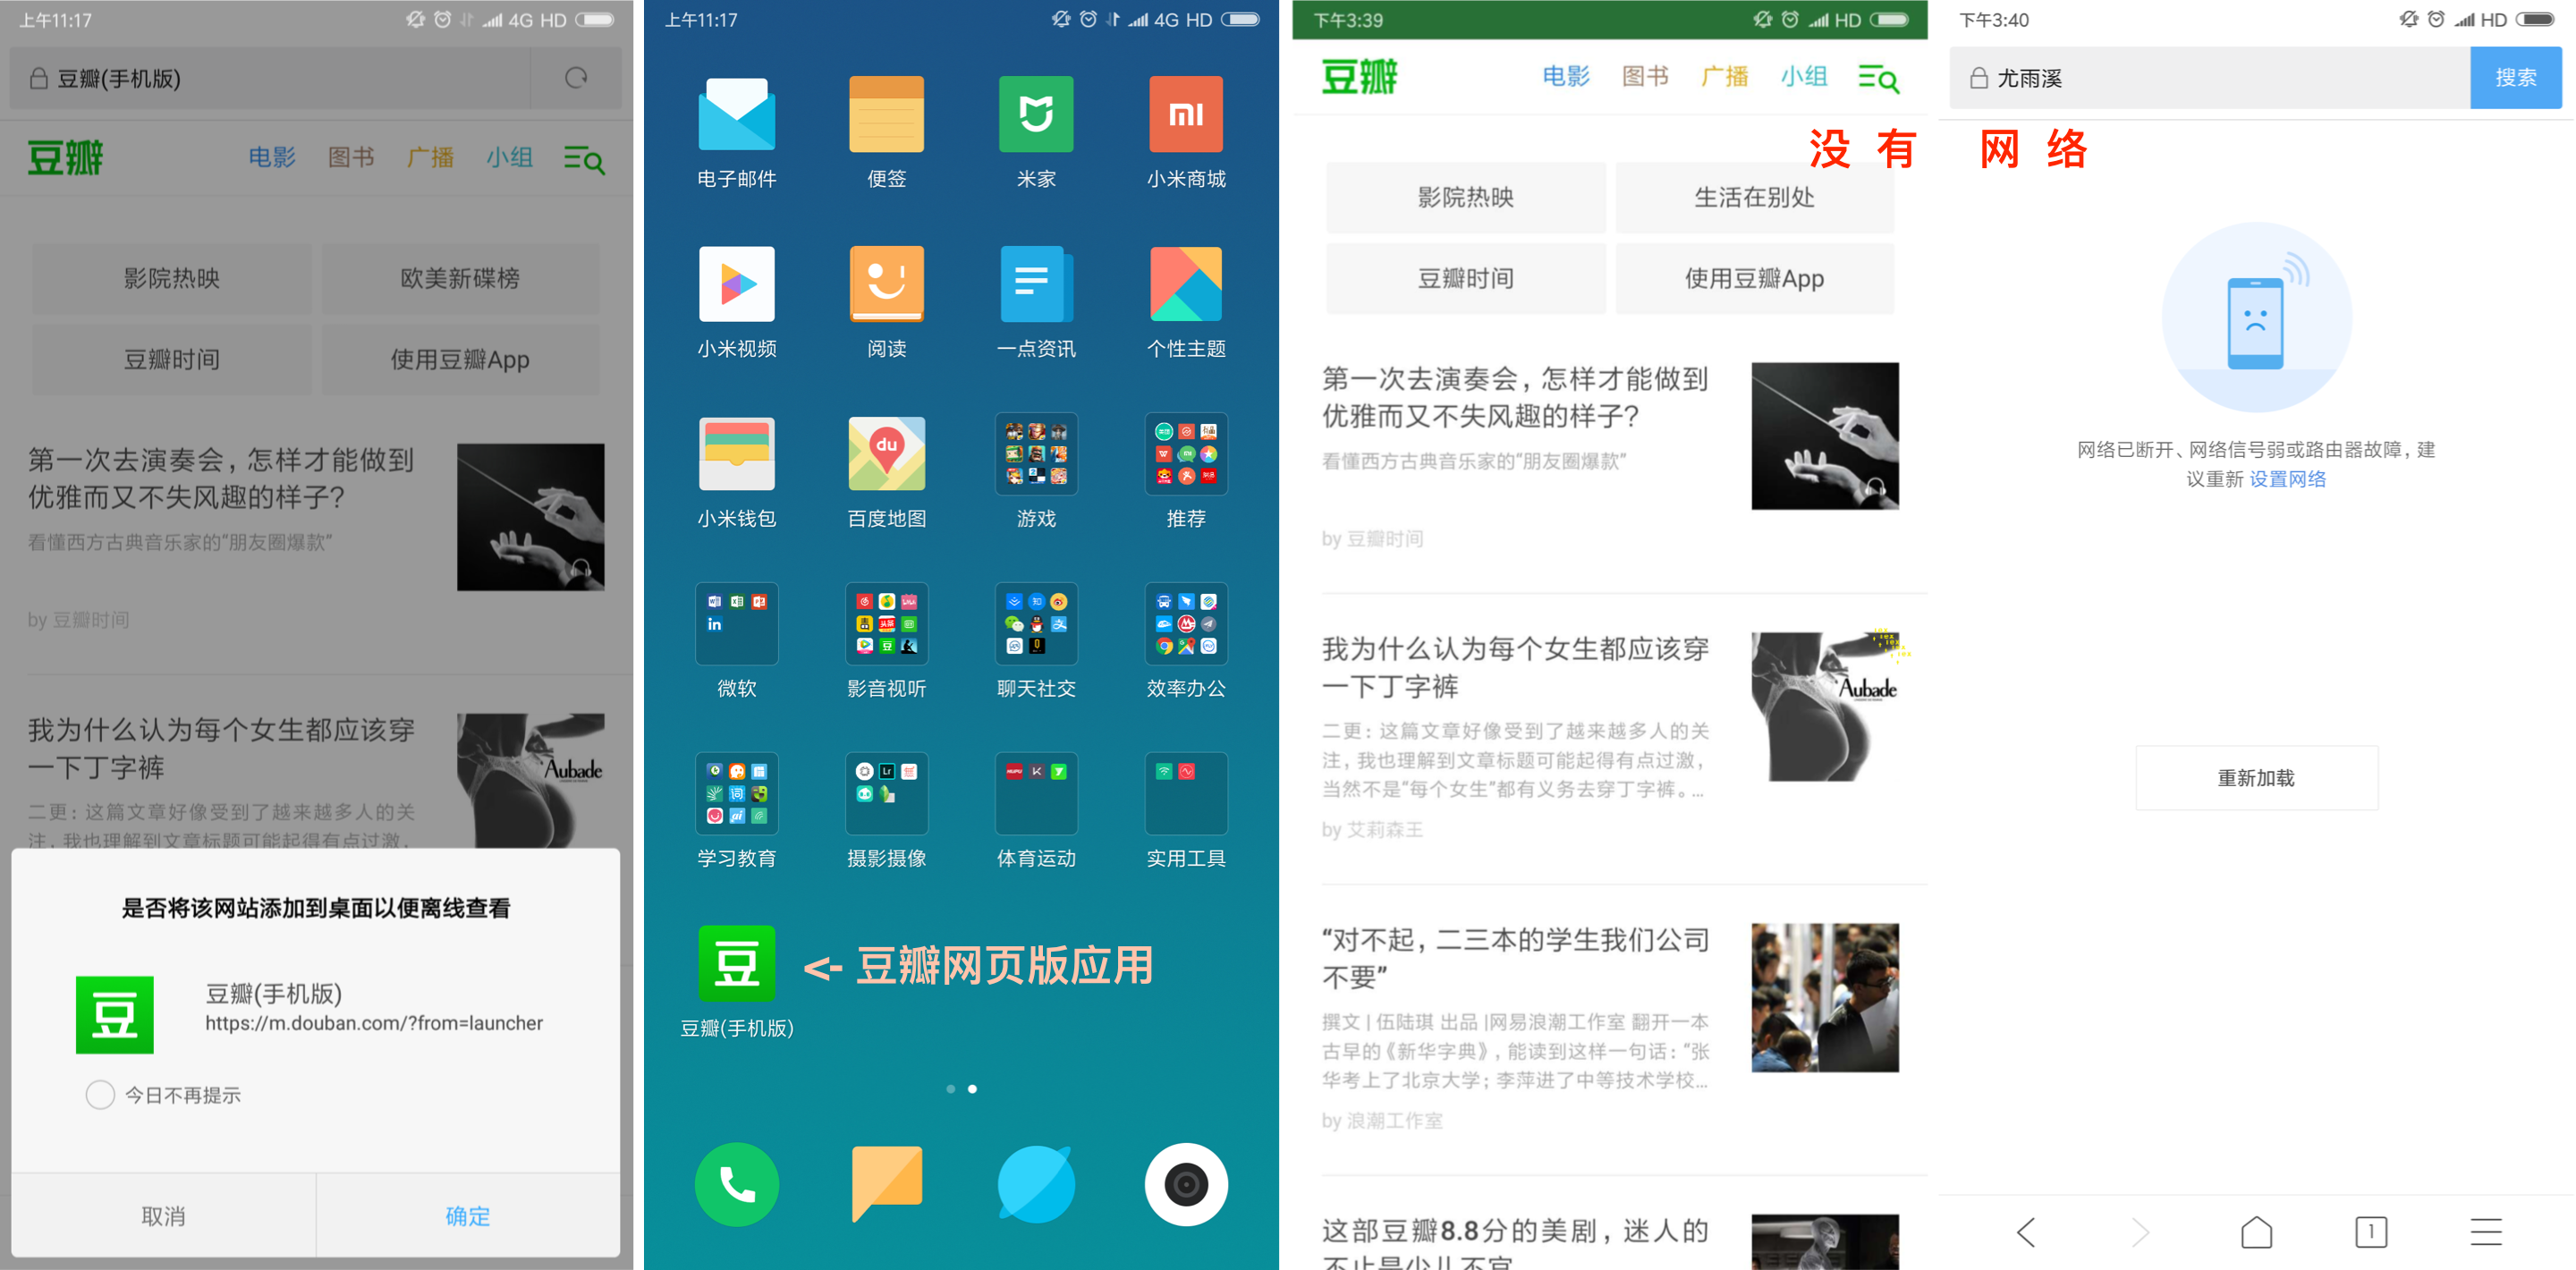 上午11:17
4G HD
豆瓣(手机版)
豆瓣
电影
图书
广播
小组
影院热映
欧美新碟榜
豆瓣时间
使用豆瓣App
第一次去演奏会，怎样才能做到
优雅而又不失风趣的样子？
看懂西方古典音乐家的“朋友圈爆款”
by 豆瓣时间
我为什么认为每个女生都应该穿
一下丁字裤
Aubade
二更：这篇文章好像受到了越来越多人的关
注，我也理解到文章标题可能起得有点过激，
是否将该网站添加到桌面以便离线查看
豆
豆瓣(手机版)
https://m.douban.com/?from=launcher
今日不再提示
取消
确定
上午11:17
4G HD
电子邮件
便签
米家
小米商城
小米视频
阅读
一点资讯
个性主题
du
小米钱包
百度地图
游戏
推荐
in
微软
影音视听
聊天社交
效率办公
Lr
学习教育
摄影摄像
体育运动
实用工具
豆
<- 豆瓣网页版应用
豆瓣(手机版)
下午3:39
HD
豆瓣
电影
图书
广播
小组
没 有 网 络
影院热映
生活在别处
豆瓣时间
使用豆瓣App
第一次去演奏会，怎样才能做到
优雅而又不失风趣的样子？
看懂西方古典音乐家的“朋友圈爆款”
by 豆瓣时间
我为什么认为每个女生都应该穿
一下丁字裤
Aubade
二更：这篇文章好像受到了越来越多人的关
注，我也理解到文章标题可能起得有点过激，
当然不是“每个女生”都有义务去穿丁字裤。...
by 艾莉森王
“对不起，二三本的学生我们公司
不要”
撰文 | 伍陆琪 出品 |网易浪潮工作室 翻开一本
古早的《新华字典》，能读到这样一句话：“张
华考上了北京大学；李萍进了中等技术学校...
by 浪潮工作室
这部豆瓣8.8分的美剧，迷人的
不止是少儿不宜
下午3:40
HD
尤雨溪
搜索
网络已断开、网络信号弱或路由器故障，建
议重新 设置网络
重新加载
1